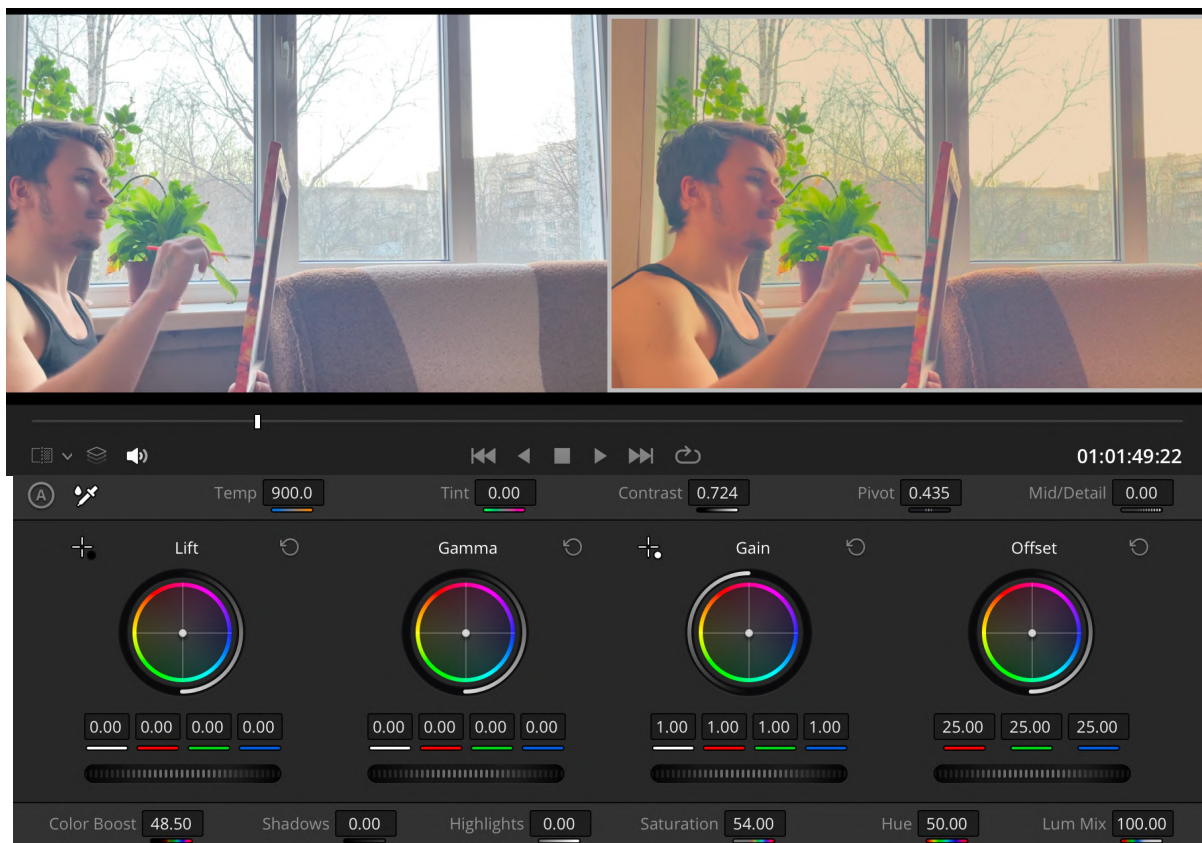 01:01:49:22
A Temp 900.0 Tint 0.00 Contrast 0.724 Pivot 0.435 Mid/Detail 0.00
Lift Gamma Gain Offset
0.00 0.00 0.00 0.00 0.00 0.00 0.00 0.00 1.00 1.00 1.00 1.00 25.00 25.00 25.00
Color Boost 48.50 Shadows 0.00 Highlights 0.00 Saturation 54.00 Hue 50.00 Lum Mix 100.00